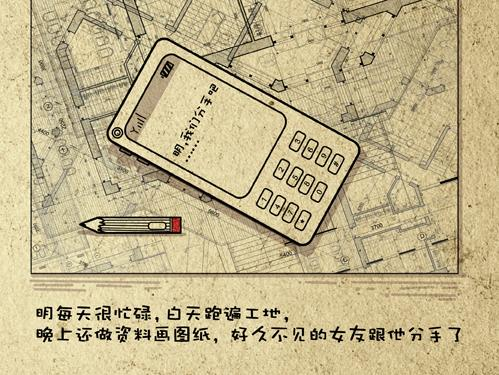 明,我们分手吧
......
明每天很忙碌,白天跑遍工地,
晚上还做资料画图纸,好久不见的女友跟他分手了